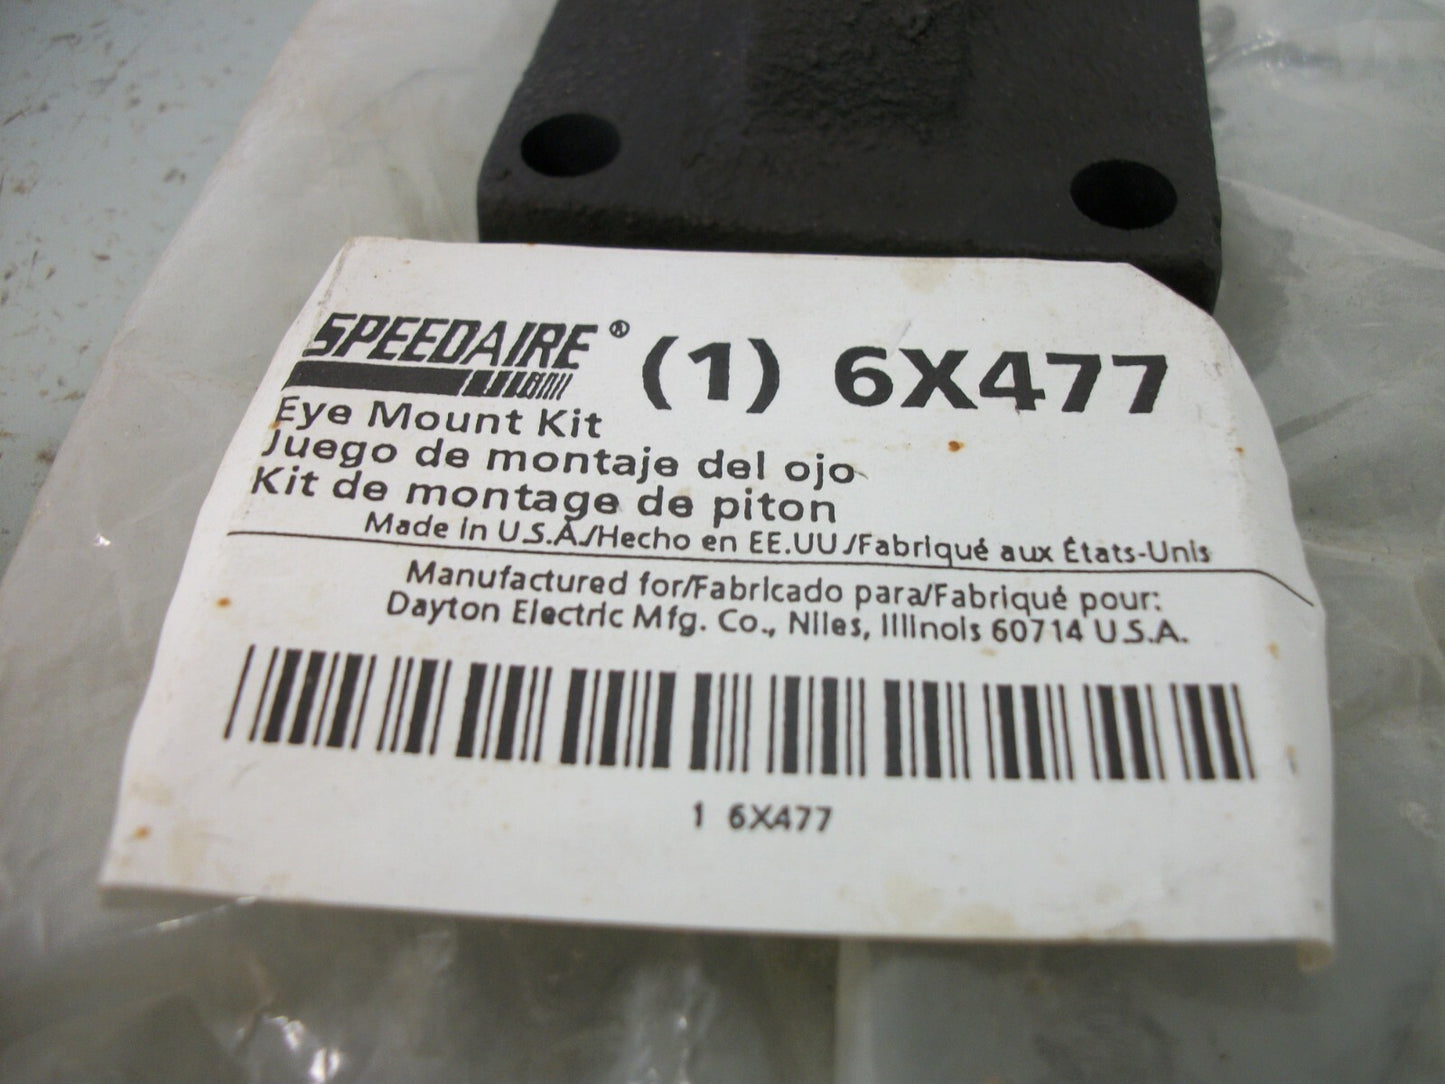 SPEEDAIRE® (1) 6X477
Eye Mount Kit
Juego de montaje del ojo
Kit de montage de piton
Made in U.S.A./Hecho en EE.UU./Fabriqué aux États-Unis
Manufactured for/Fabricado para/Fabriqué pour:
Dayton Electric Mfg. Co., Niles, Illinois 60714 U.S.A.
1 6X477